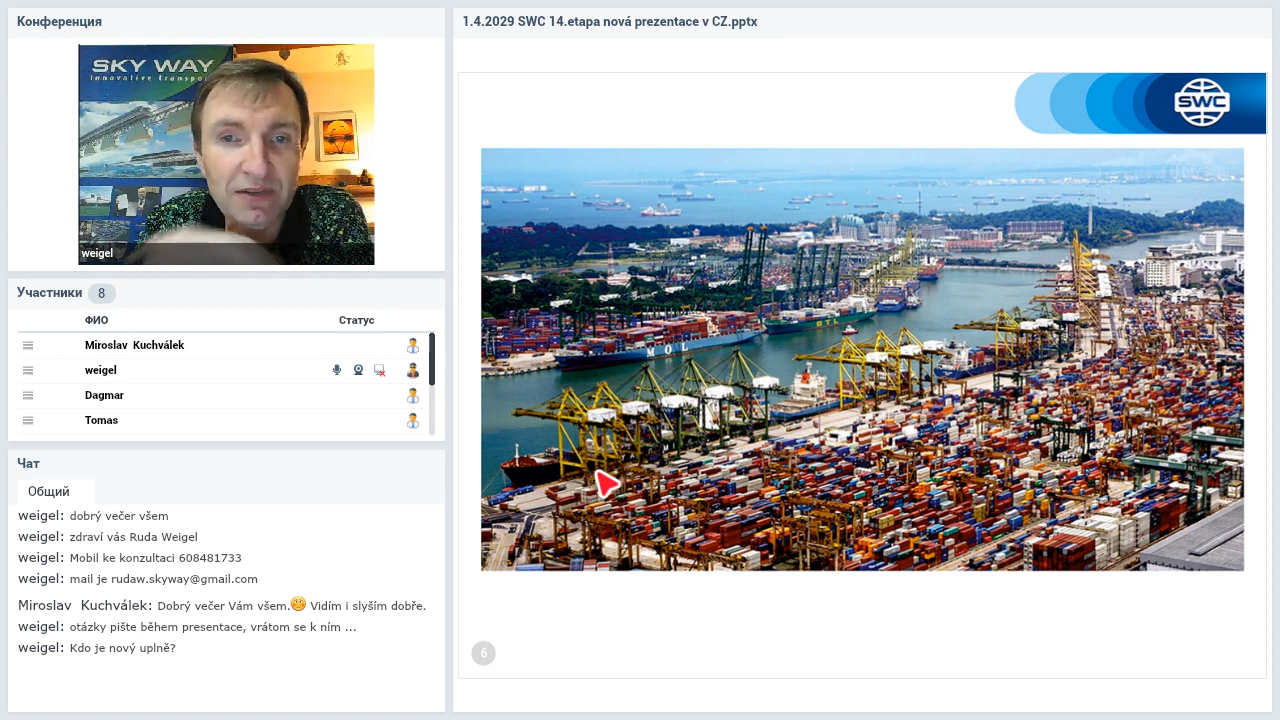 Конференция
SKY WAY
weigel
Участники 8
ФИО Статус
Miroslav Kuchválek
weigel
Dagmar
Tomas
Чат
Общий
weigel: dobrý večer všem
weigel: zdraví vás Ruda Weigel
weigel: Mobil ke konzultaci 608481733
weigel: mail je rudaw.skyway@gmail.com
Miroslav Kuchválek: Dobrý večer Vám všem. Vidím i slyším dobře.
weigel: otázky pište během presentace, vrátom se k ním ...
weigel: Kdo je nový uplně?
1.4.2029 SWC 14.etapa nová prezentace v CZ.pptx
SWC
MOL
6